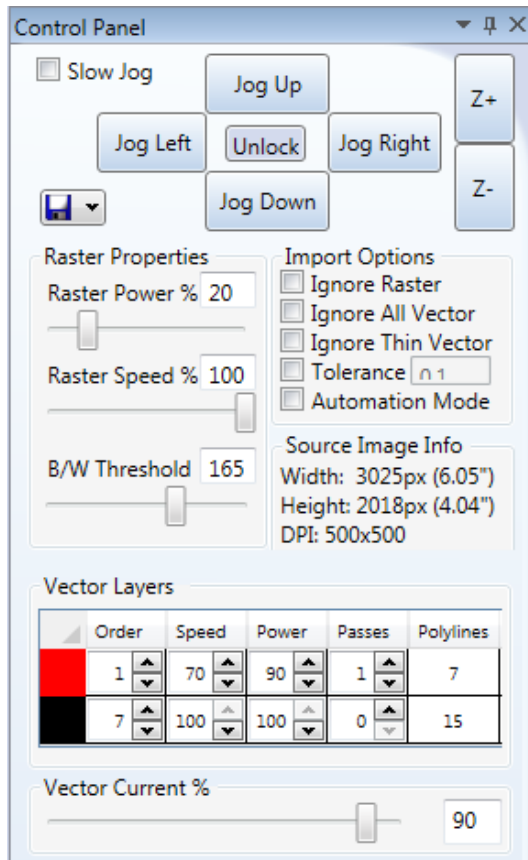 Control Panel
Slow Jog
Jog Up
Z+
Jog Left
Unlock
Jog Right
Z-
Jog Down
Raster Properties
Raster Power % 20
Raster Speed % 100
B/W Threshold 165
Import Options
Ignore Raster
Ignore All Vector
Ignore Thin Vector
Tolerance 0.1
Automation Mode
Source Image Info
Width: 3025px (6.05")
Height: 2018px (4.04")
DPI: 500x500
Vector Layers
Order Speed Power Passes Polylines
1 70 90 1 7
7 100 100 0 15
Vector Current %
90